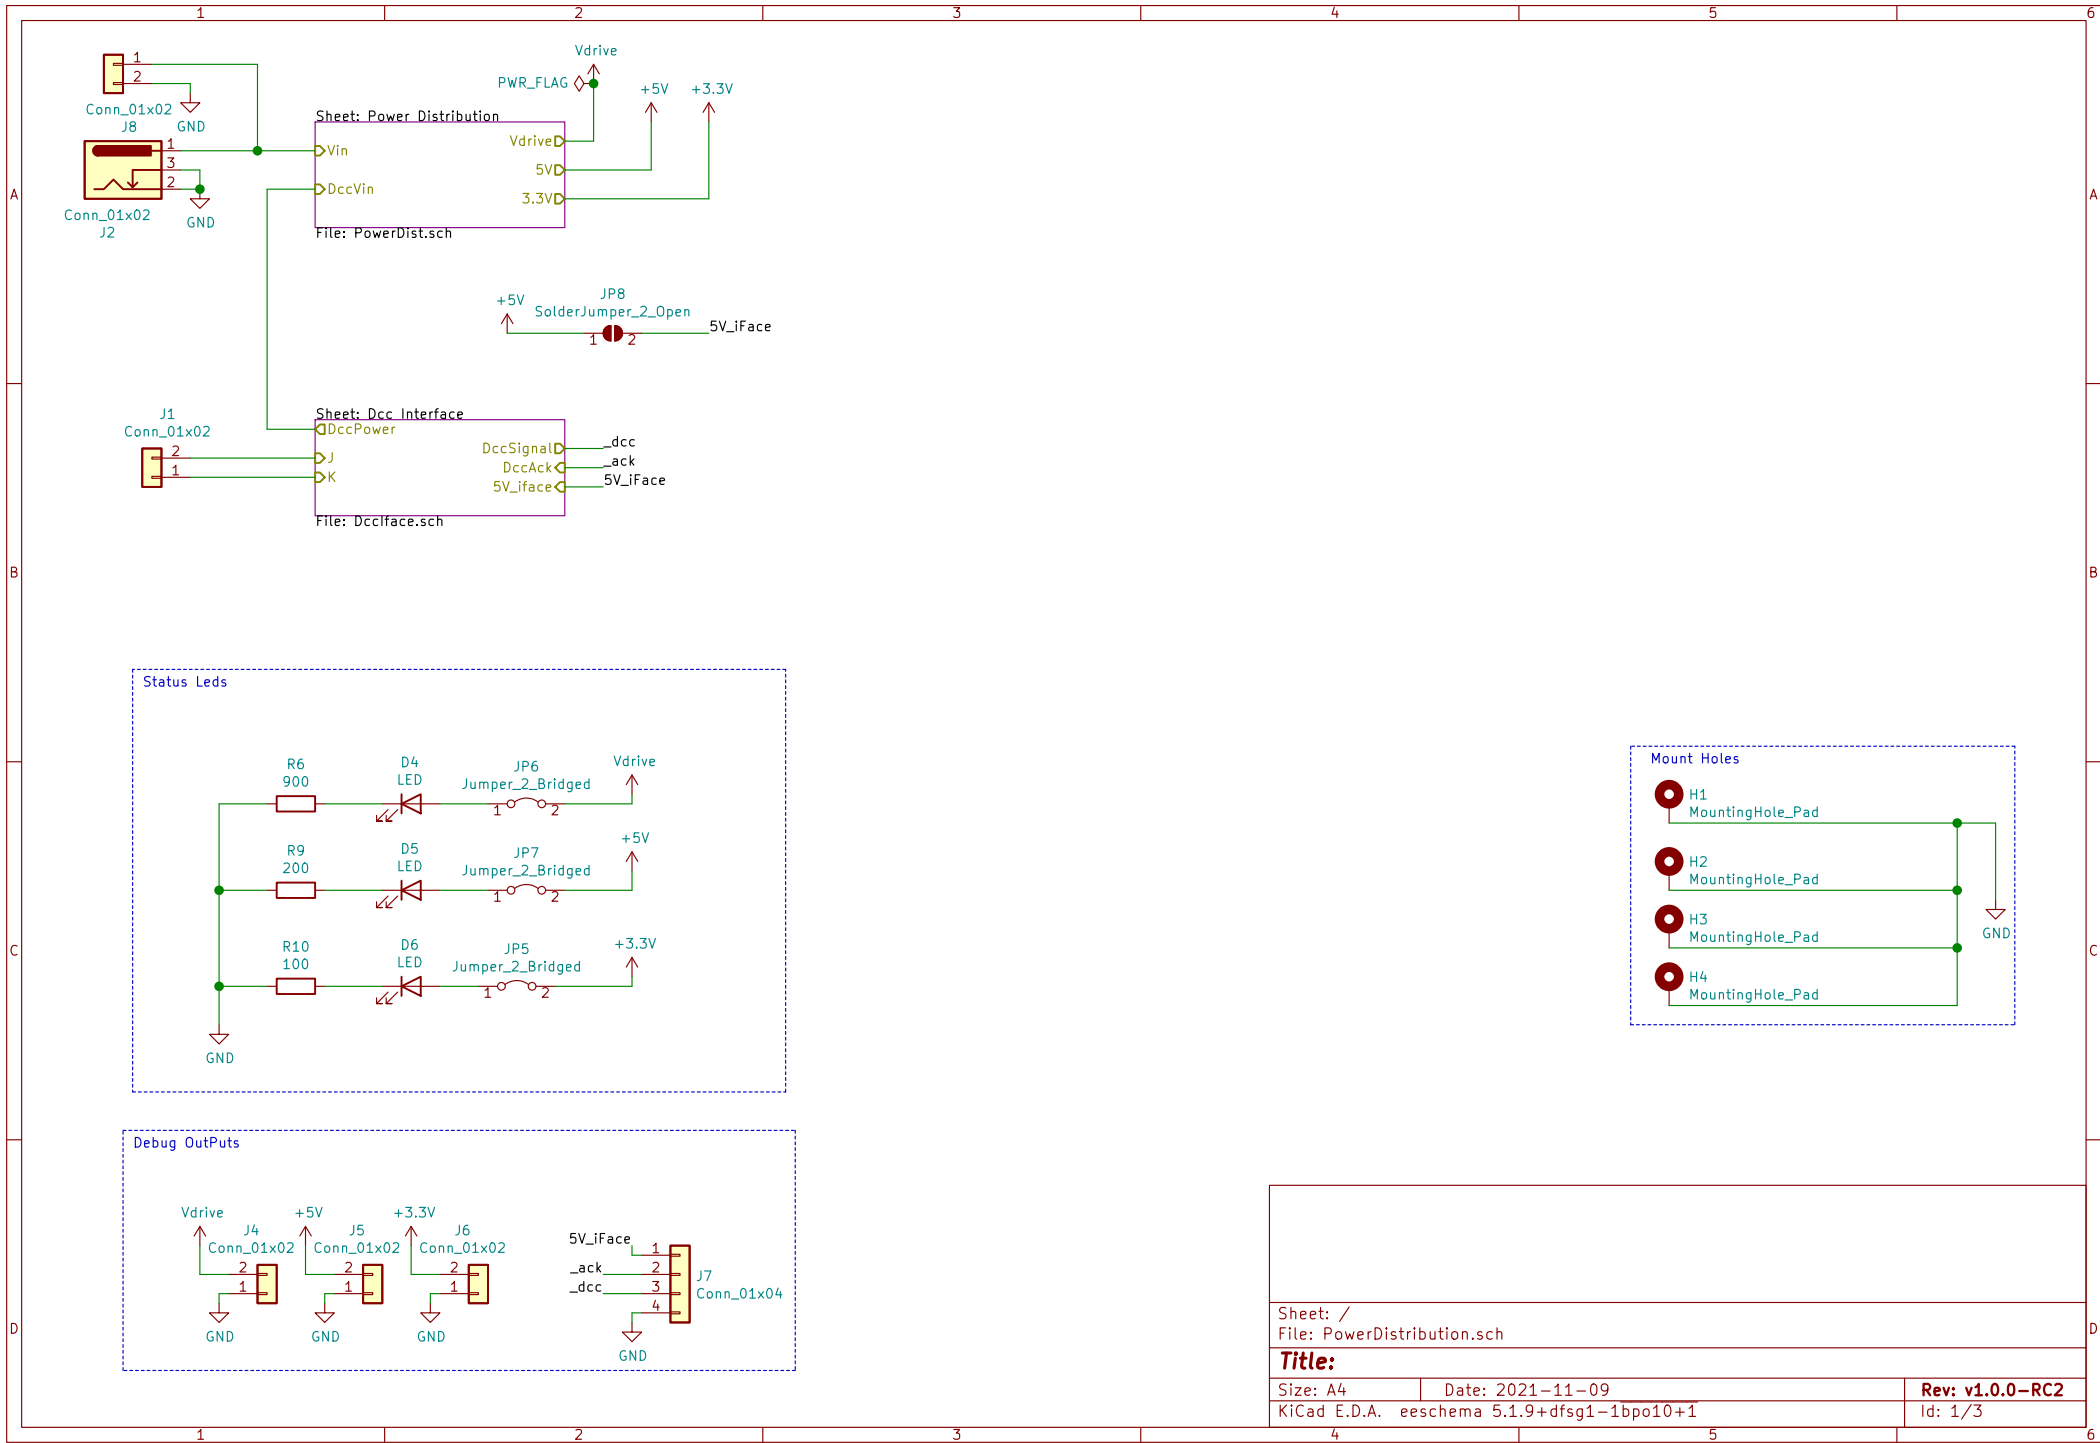 1 2 3 4 5 6
A
B
C
D
A
B
C
D
1 2 3 4 5 6
1
2
Conn_01x02
J8
GND
1
3
2
Conn_01x02
J2
GND
Sheet: Power Distribution
Vin
DccVin
Vdrive
5V
3.3V
File: PowerDist.sch
Vdrive
PWR_FLAG
+5V
+3.3V
+5V
JP8
SolderJumper_2_Open
1 2
5V_iFace
J1
Conn_01x02
2
1
Sheet: Dcc Interface
DccPower
J
K
DccSignal
DccAck
5V_iface
File: DccIface.sch
_dcc
_ack
5V_iFace
Status Leds
R6
900
D4
LED
JP6
Jumper_2_Bridged
1 2
Vdrive
R9
200
D5
LED
JP7
Jumper_2_Bridged
1 2
+5V
R10
100
D6
LED
JP5
Jumper_2_Bridged
1 2
+3.3V
GND
Mount Holes
H1
MountingHole_Pad
H2
MountingHole_Pad
H3
MountingHole_Pad
H4
MountingHole_Pad
GND
Debug OutPuts
Vdrive
J4
Conn_01x02
2
1
GND
+5V
J5
Conn_01x02
2
1
GND
+3.3V
J6
Conn_01x02
2
1
GND
5V_iFace
_ack
_dcc
1
2
3
4
J7
Conn_01x04
GND
Sheet: /
File: PowerDistribution.sch
Title:
Size: A4 Date: 2021-11-09 Rev: v1.0.0-RC2
KiCad E.D.A. eeschema 5.1.9+dfsg1-1bpo10+1 Id: 1/3